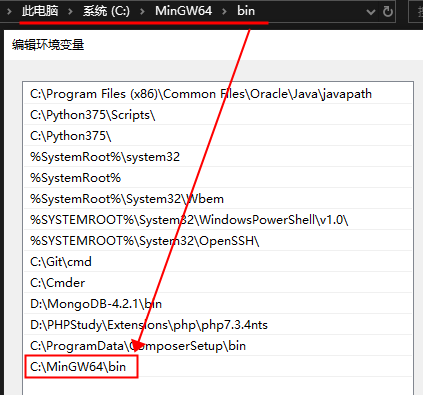 此电脑 > 系统 (C:) > MinGW64 > bin
编辑环境变量
C:\Program Files (x86)\Common Files\Oracle\Java\javapath
C:\Python375\Scripts\
C:\Python375\
%SystemRoot%\system32
%SystemRoot%
%SystemRoot%\System32\Wbem
%SYSTEMROOT%\System32\WindowsPowerShell\v1.0\
%SYSTEMROOT%\System32\OpenSSH\
C:\Git\cmd
C:\Cmder
D:\MongoDB-4.2.1\bin
D:\PHPStudy\Extensions\php\php7.3.4nts
C:\ProgramData\ComposerSetup\bin
C:\MinGW64\bin